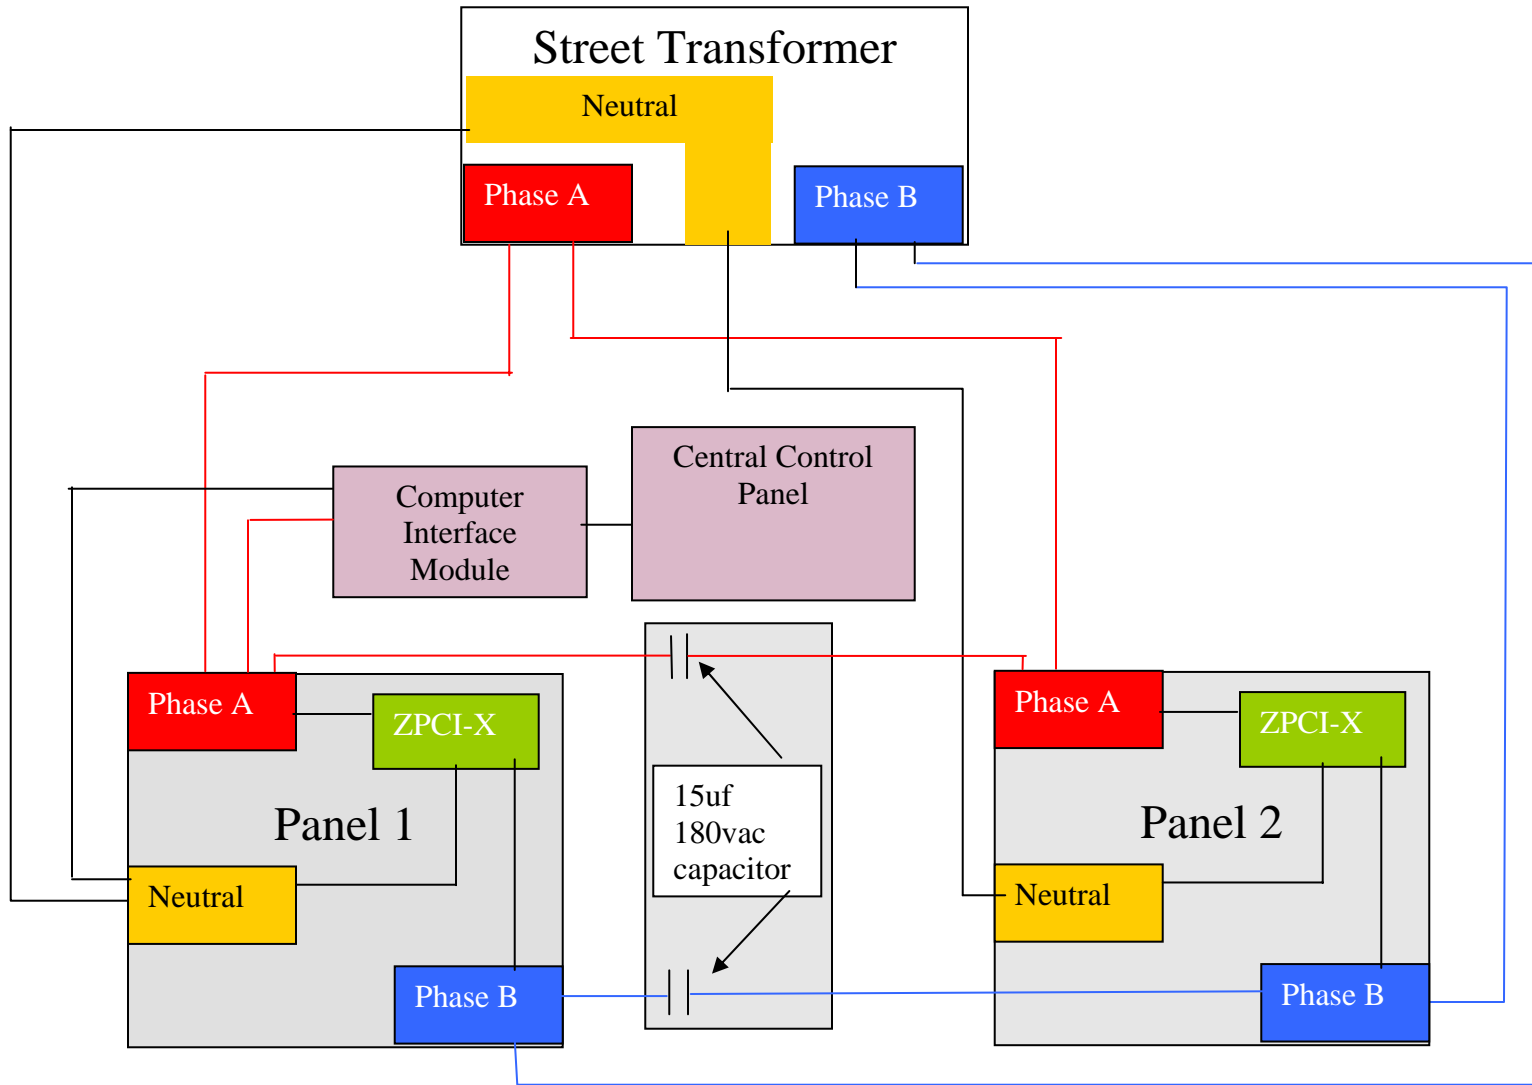 Street Transformer
Neutral
Phase A
Phase B
Central Control
Panel
Computer
Interface
Module
Phase A
ZPCI-X
Panel 1
Neutral
Phase B
15uf
180vac
capacitor
Phase A
ZPCI-X
Panel 2
Neutral
Phase B